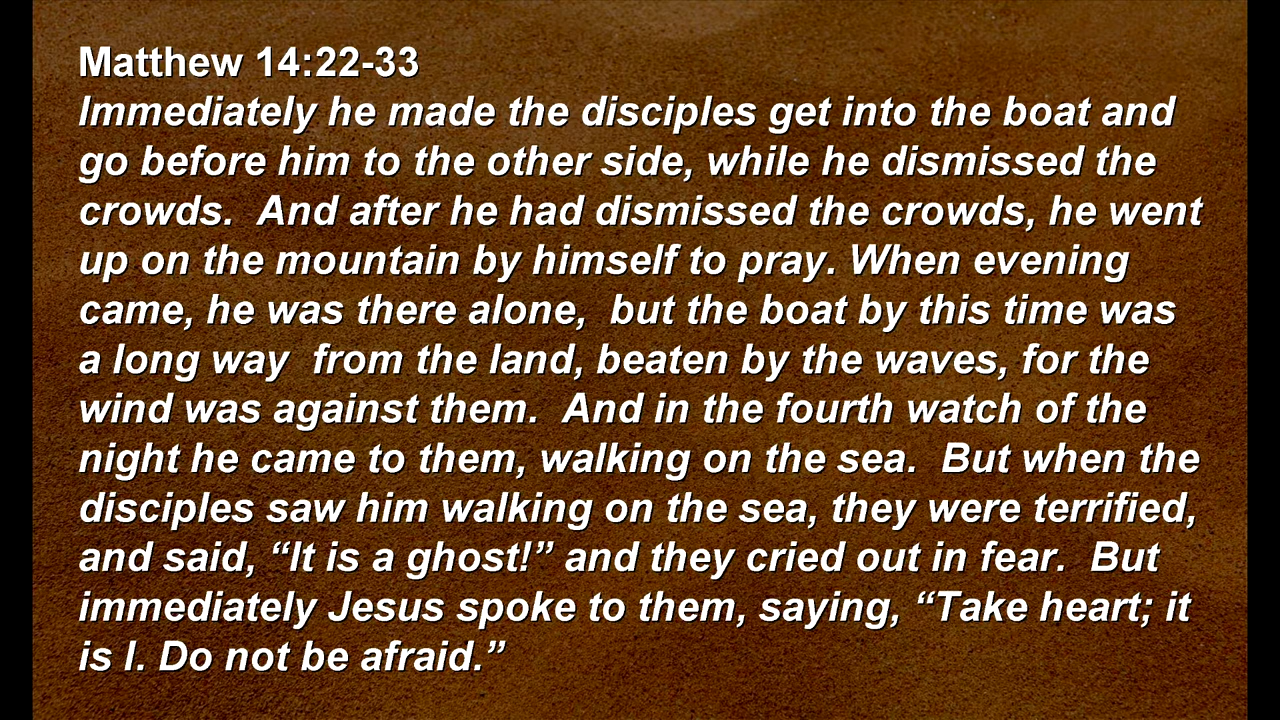 Matthew 14:22-33
Immediately he made the disciples get into the boat and
go before him to the other side, while he dismissed the
crowds.  And after he had dismissed the crowds, he went
up on the mountain by himself to pray. When evening
came, he was there alone,  but the boat by this time was
a long way  from the land, beaten by the waves, for the
wind was against them.  And in the fourth watch of the
night he came to them, walking on the sea.  But when the
disciples saw him walking on the sea, they were terrified,
and said, “It is a ghost!” and they cried out in fear.  But
immediately Jesus spoke to them, saying, “Take heart; it
is I. Do not be afraid.”